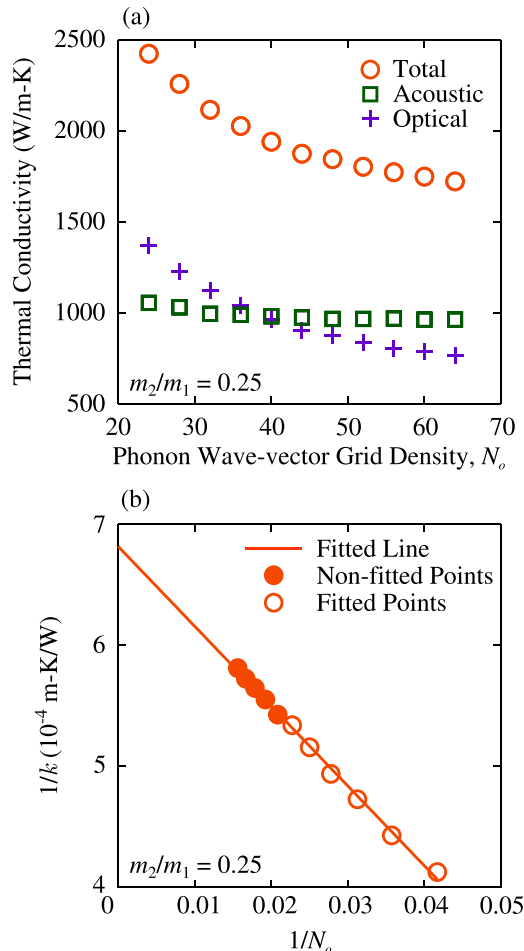 (a)
2500
2000
1500
1000
500
Thermal Conductivity (W/m-K)
Total
Acoustic
Optical
m₂/m₁ = 0.25
20 30 40 50 60 70
Phonon Wave-vector Grid Density, Nₒ
(b)
7
6
5
4
1/k (10⁻⁴ m-K/W)
Fitted Line
Non-fitted Points
Fitted Points
m₂/m₁ = 0.25
0 0.01 0.02 0.03 0.04 0.05
1/Nₒ